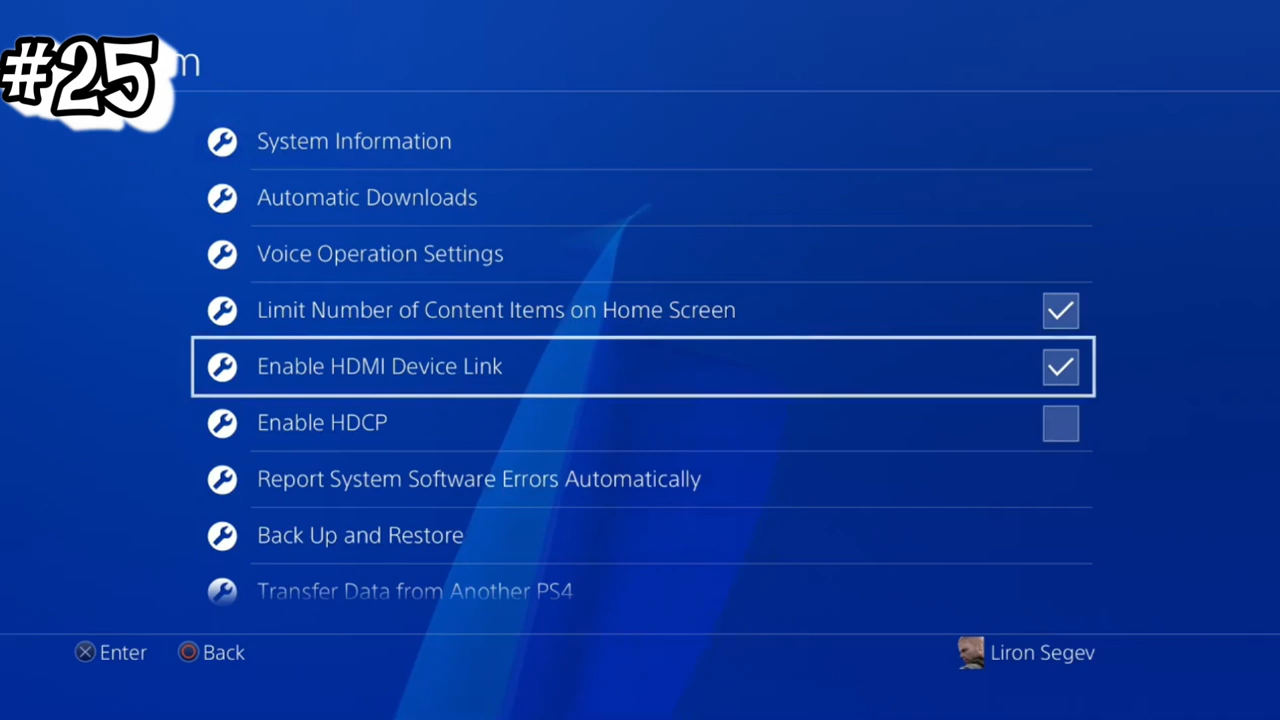 #25
m
System Information
Automatic Downloads
Voice Operation Settings
Limit Number of Content Items on Home Screen
Enable HDMI Device Link
Enable HDCP
Report System Software Errors Automatically
Back Up and Restore
Transfer Data from Another PS4
Enter Back Liron Segev